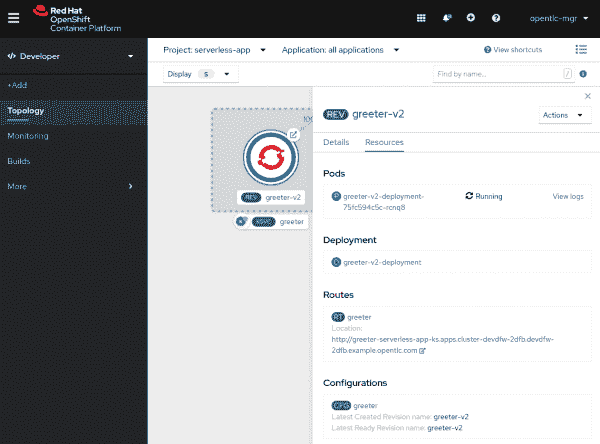 Red Hat
OpenShift
Container Platform
opentlc-mgr
Developer
Project: serverless-app
Application: all applications
View shortcuts
Display 5
Find by name...
/
+Add
Topology
Monitoring
Builds
More
REV greeter-v2
KSVC greeter
REV greeter-v2
Actions
Details
Resources
Pods
P greeter-v2-deployment-
75fc594c5c-rcnq8
Running
View logs
Deployment
D greeter-v2-deployment
Routes
RT greeter
Location:
http://greeter-serverless-app-ks.apps.cluster-devdfw-2dfb.devdfw-
2dfb.example.opentlc.com
Configurations
CFG greeter
Latest Created Revision name: greeter-v2
Latest Ready Revision name: greeter-v2